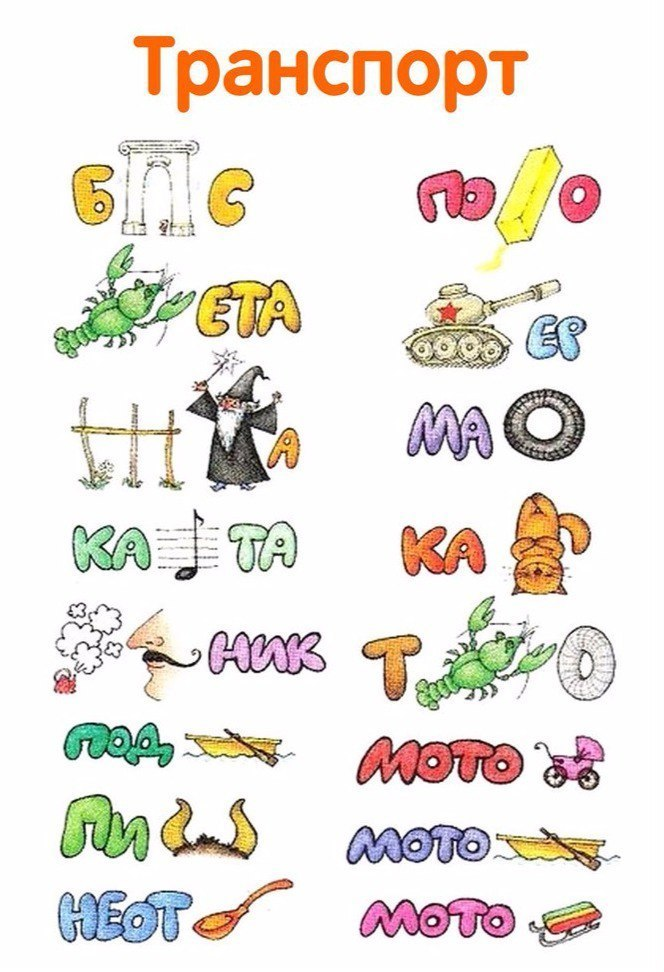 Транспорт
Б С ПО О
ЕТА ЕР
А МА
КА ТА КА
НИК Т О
ПОД МОТО
ПИ МОТО
НЕОТ МОТО